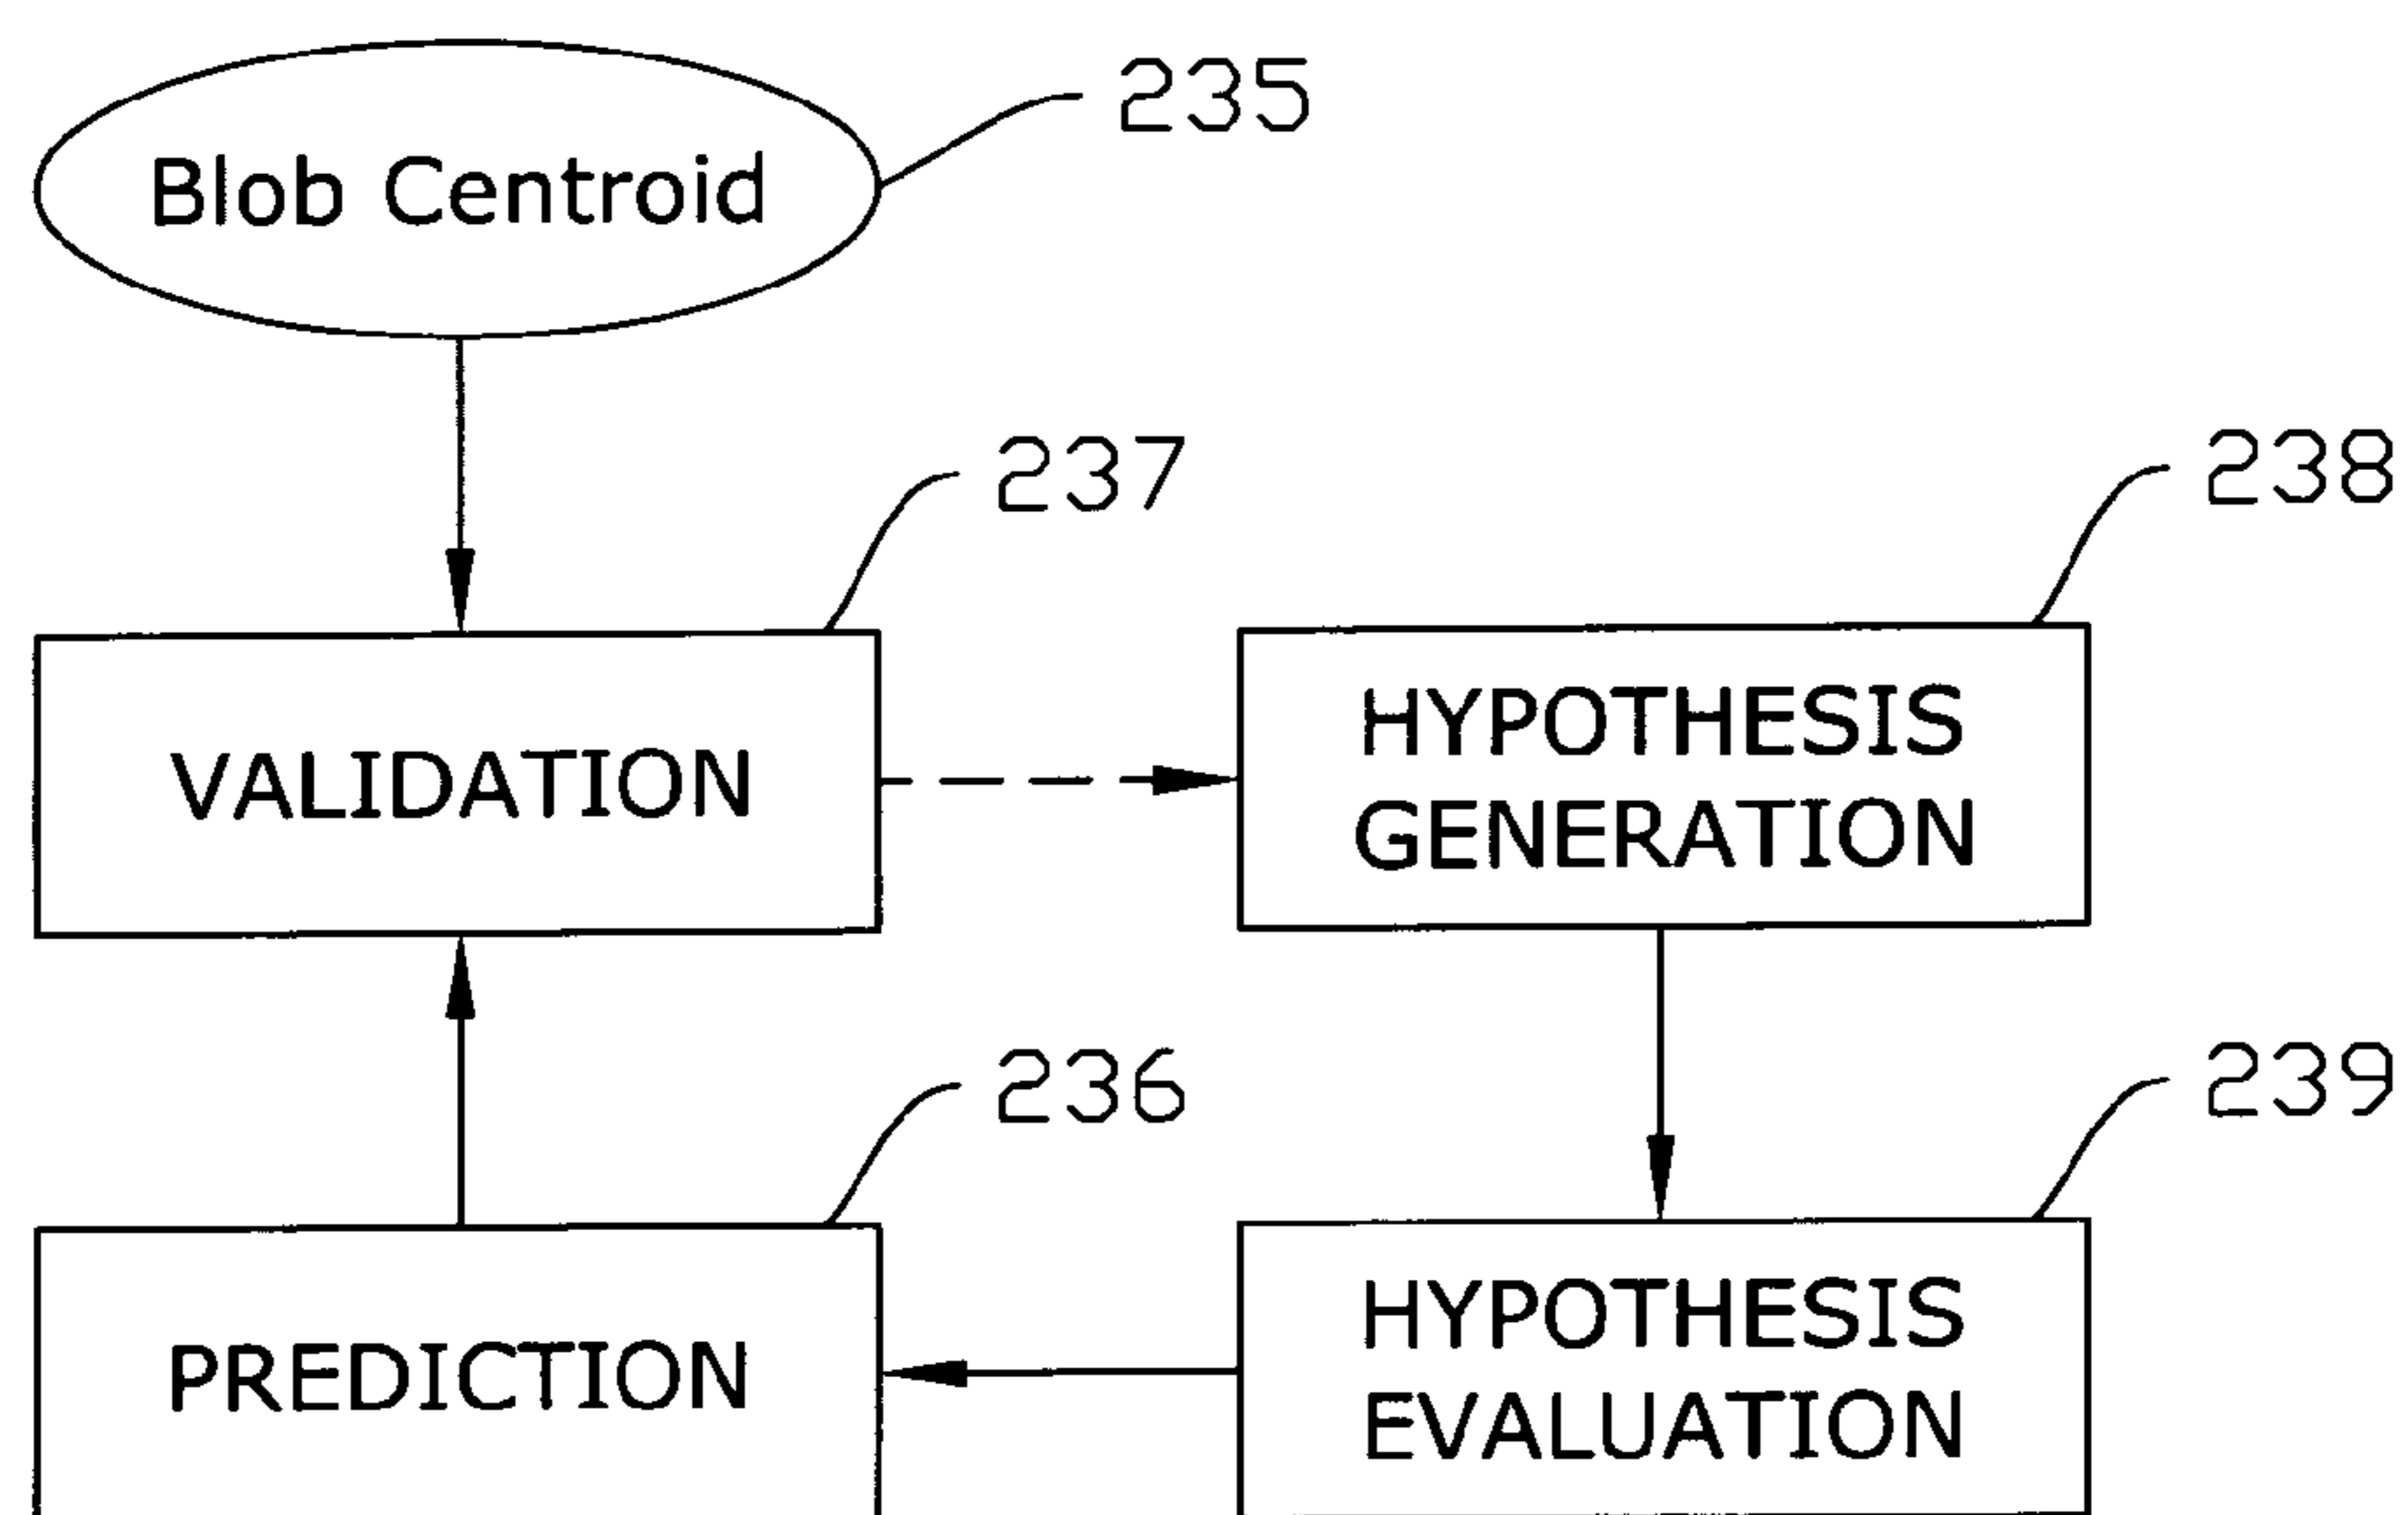 Blob Centroid
235
237
238
VALIDATION
HYPOTHESIS
GENERATION
236
239
PREDICTION
HYPOTHESIS
EVALUATION